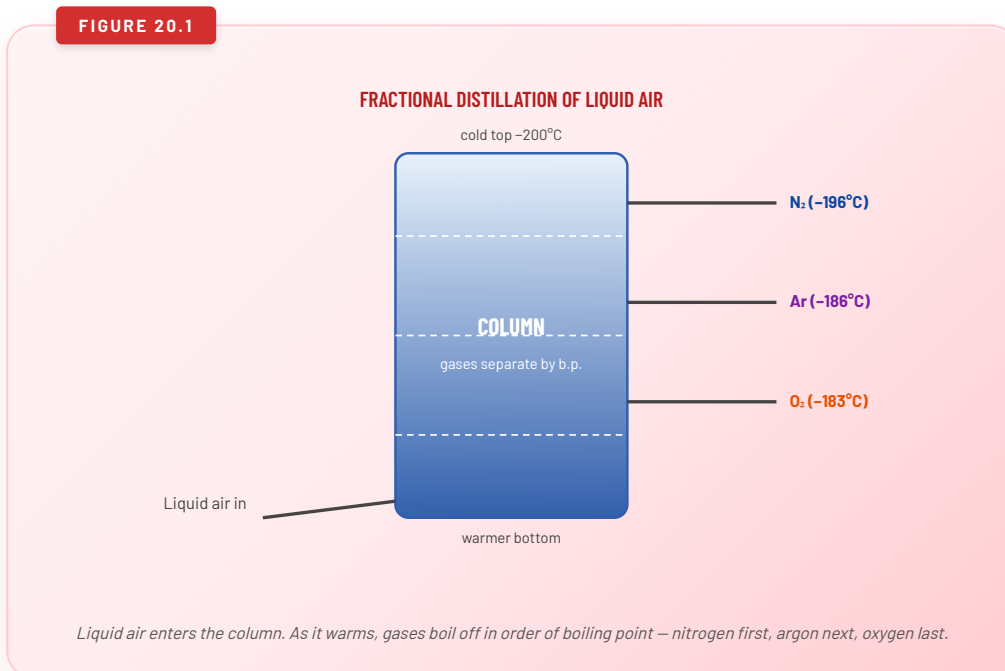 FIGURE 20.1
FRACTIONAL DISTILLATION OF LIQUID AIR
cold top −200°C
N₂ (−196°C)
Ar (−186°C)
COLUMN
gases separate by b.p.
O₂ (−183°C)
Liquid air in
warmer bottom
Liquid air enters the column. As it warms, gases boil off in order of boiling point — nitrogen first, argon next, oxygen last.